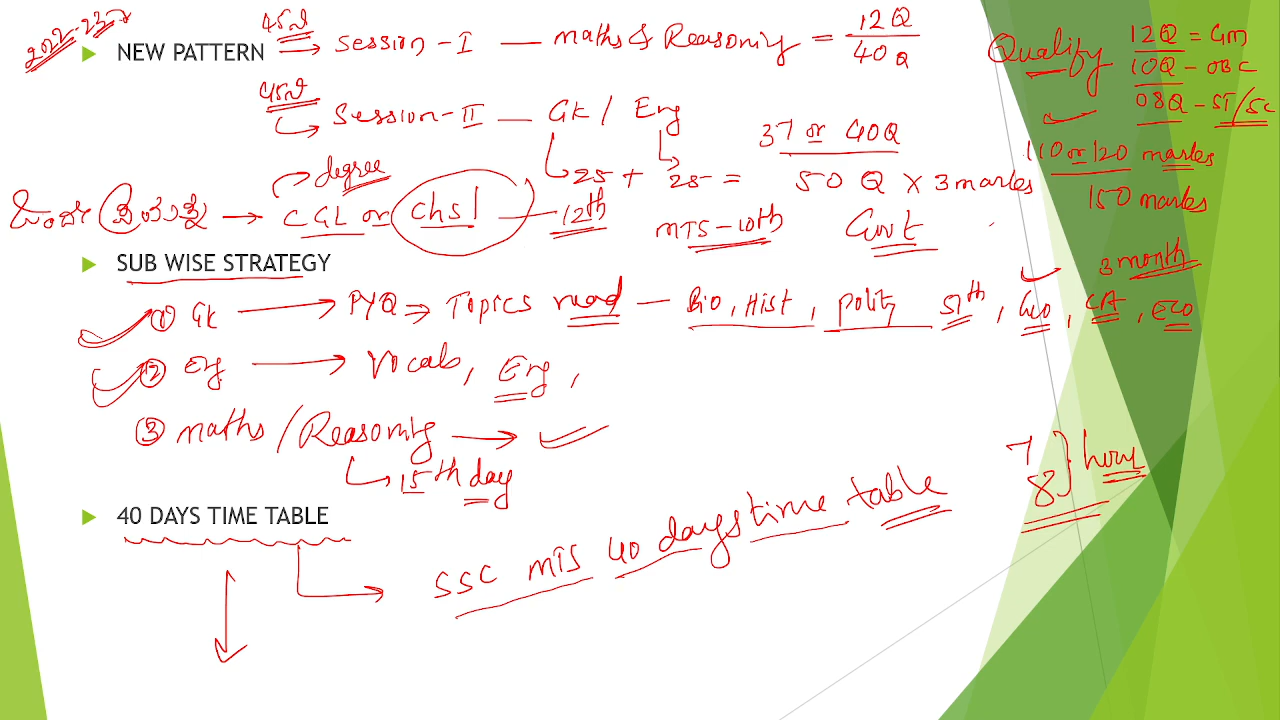 2022-23
NEW PATTERN
Session-I — maths & Reasoning = 12Q/40Q
Session-II — GK / Eng
25 + 25 = 50 Q X 3 marks
37 or 40Q
Qualify
12Q = GM
10Q - OBC
08Q - ST/SC
110 or 120 marks
150 marks
degree
→ CGL or Chsl — 12th
MTS-10th
Govt
SUB WISE STRATEGY
3 month
① GK → PYQ ⇒ Topics read — Bio, Hist, polity 5th, Geo, CA, ECO
② Eng → Vocab, Eng,
③ maths / Reasoning →
15th day
7
8 } hour
40 DAYS TIME TABLE
SSC MTS 40 days time table